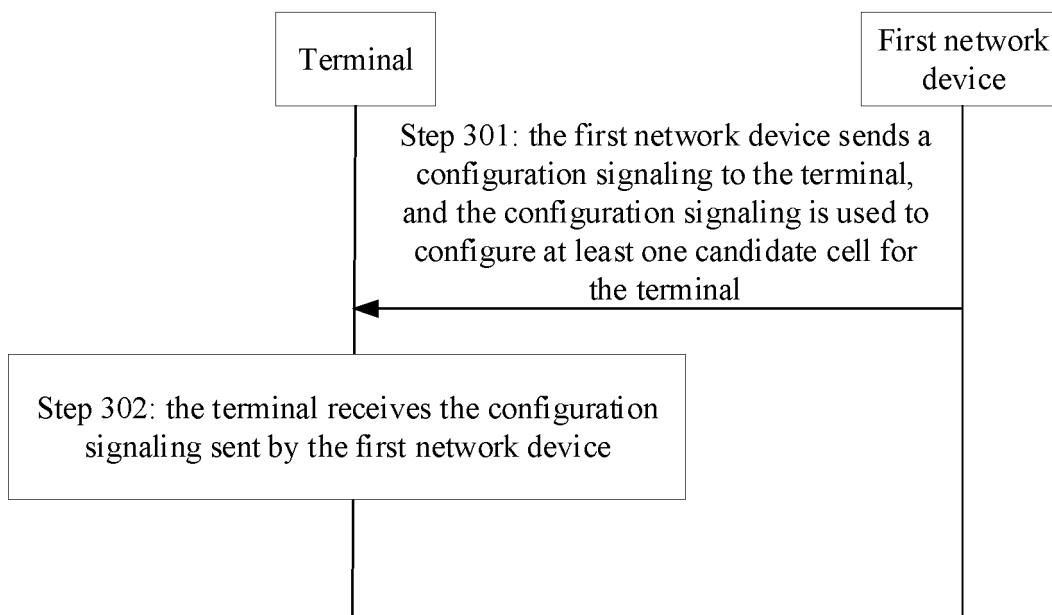 Terminal
First network
device
Step 301: the first network device sends a
configuration signaling to the terminal,
and the configuration signaling is used to
configure at least one candidate cell for
the terminal
Step 302: the terminal receives the configuration
signaling sent by the first network device